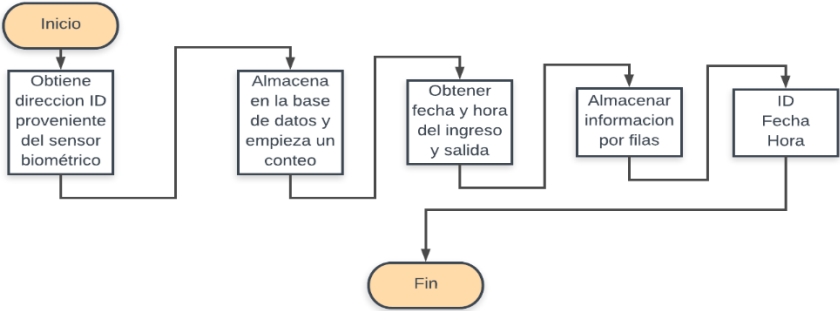 Inicio
Obtiene
direccion ID
proveniente
del sensor
biométrico
Almacena
en la base
de datos y
empieza un
conteo
Obtener
fecha y hora
del ingreso
y salida
Almacenar
informacion
por filas
ID
Fecha
Hora
Fin